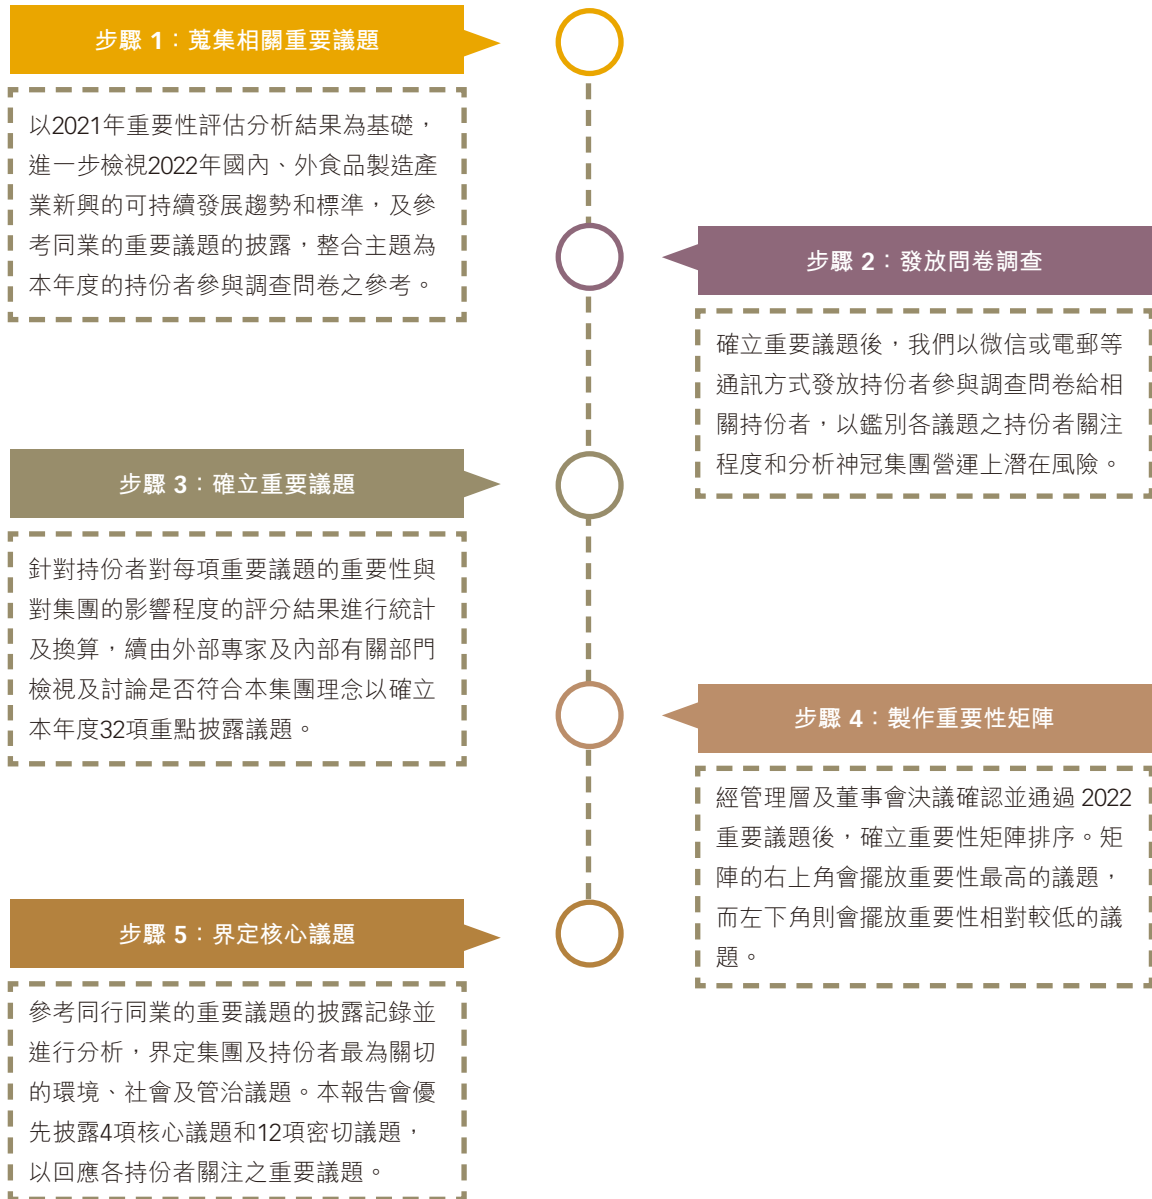 步驟 1：蒐集相關重要議題
以2021年重要性評估分析結果為基礎，
進一步檢視2022年國內、外食品製造產
業新興的可持續發展趨勢和標準，及參
考同業的重要議題的披露，整合主題為
本年度的持份者參與調查問卷之參考。
步驟 2：發放問卷調查
確立重要議題後，我們以微信或電郵等
通訊方式發放持份者參與調查問卷給相
關持份者，以鑑別各議題之持份者關注
程度和分析神冠集團營運上潛在風險。
步驟 3：確立重要議題
針對持份者對每項重要議題的重要性與
對集團的影響程度的評分結果進行統計
及換算，續由外部專家及內部有關部門
檢視及討論是否符合本集團理念以確立
本年度32項重點披露議題。
步驟 4：製作重要性矩陣
經管理層及董事會決議確認並通過 2022
重要議題後，確立重要性矩陣排序。矩
陣的右上角會擺放重要性最高的議題，
而左下角則會擺放重要性相對較低的議
題。
步驟 5：界定核心議題
參考同行同業的重要議題的披露記錄並
進行分析，界定集團及持份者最為關切
的環境、社會及管治議題。本報告會優
先披露4項核心議題和12項密切議題，
以回應各持份者關注之重要議題。